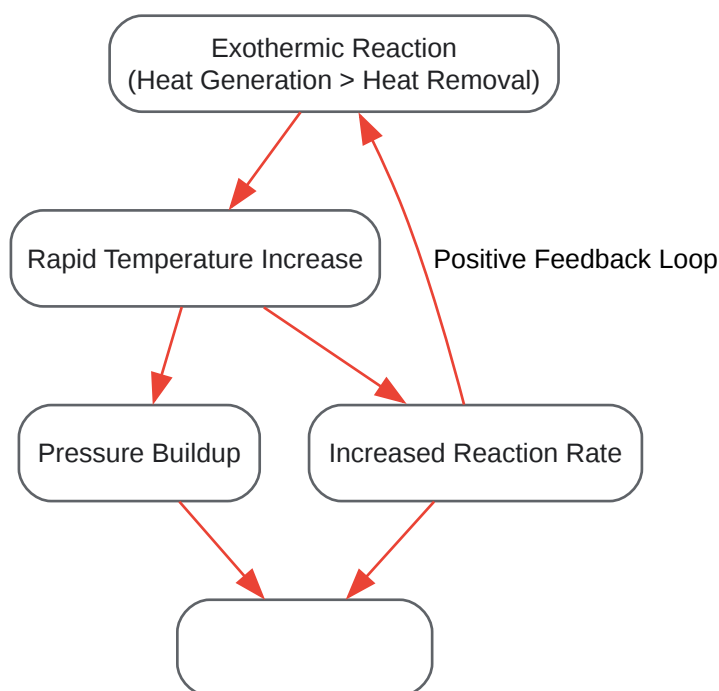 Exothermic Reaction
(Heat Generation > Heat Removal)
Rapid Temperature Increase
Positive Feedback Loop
Pressure Buildup
Increased Reaction Rate